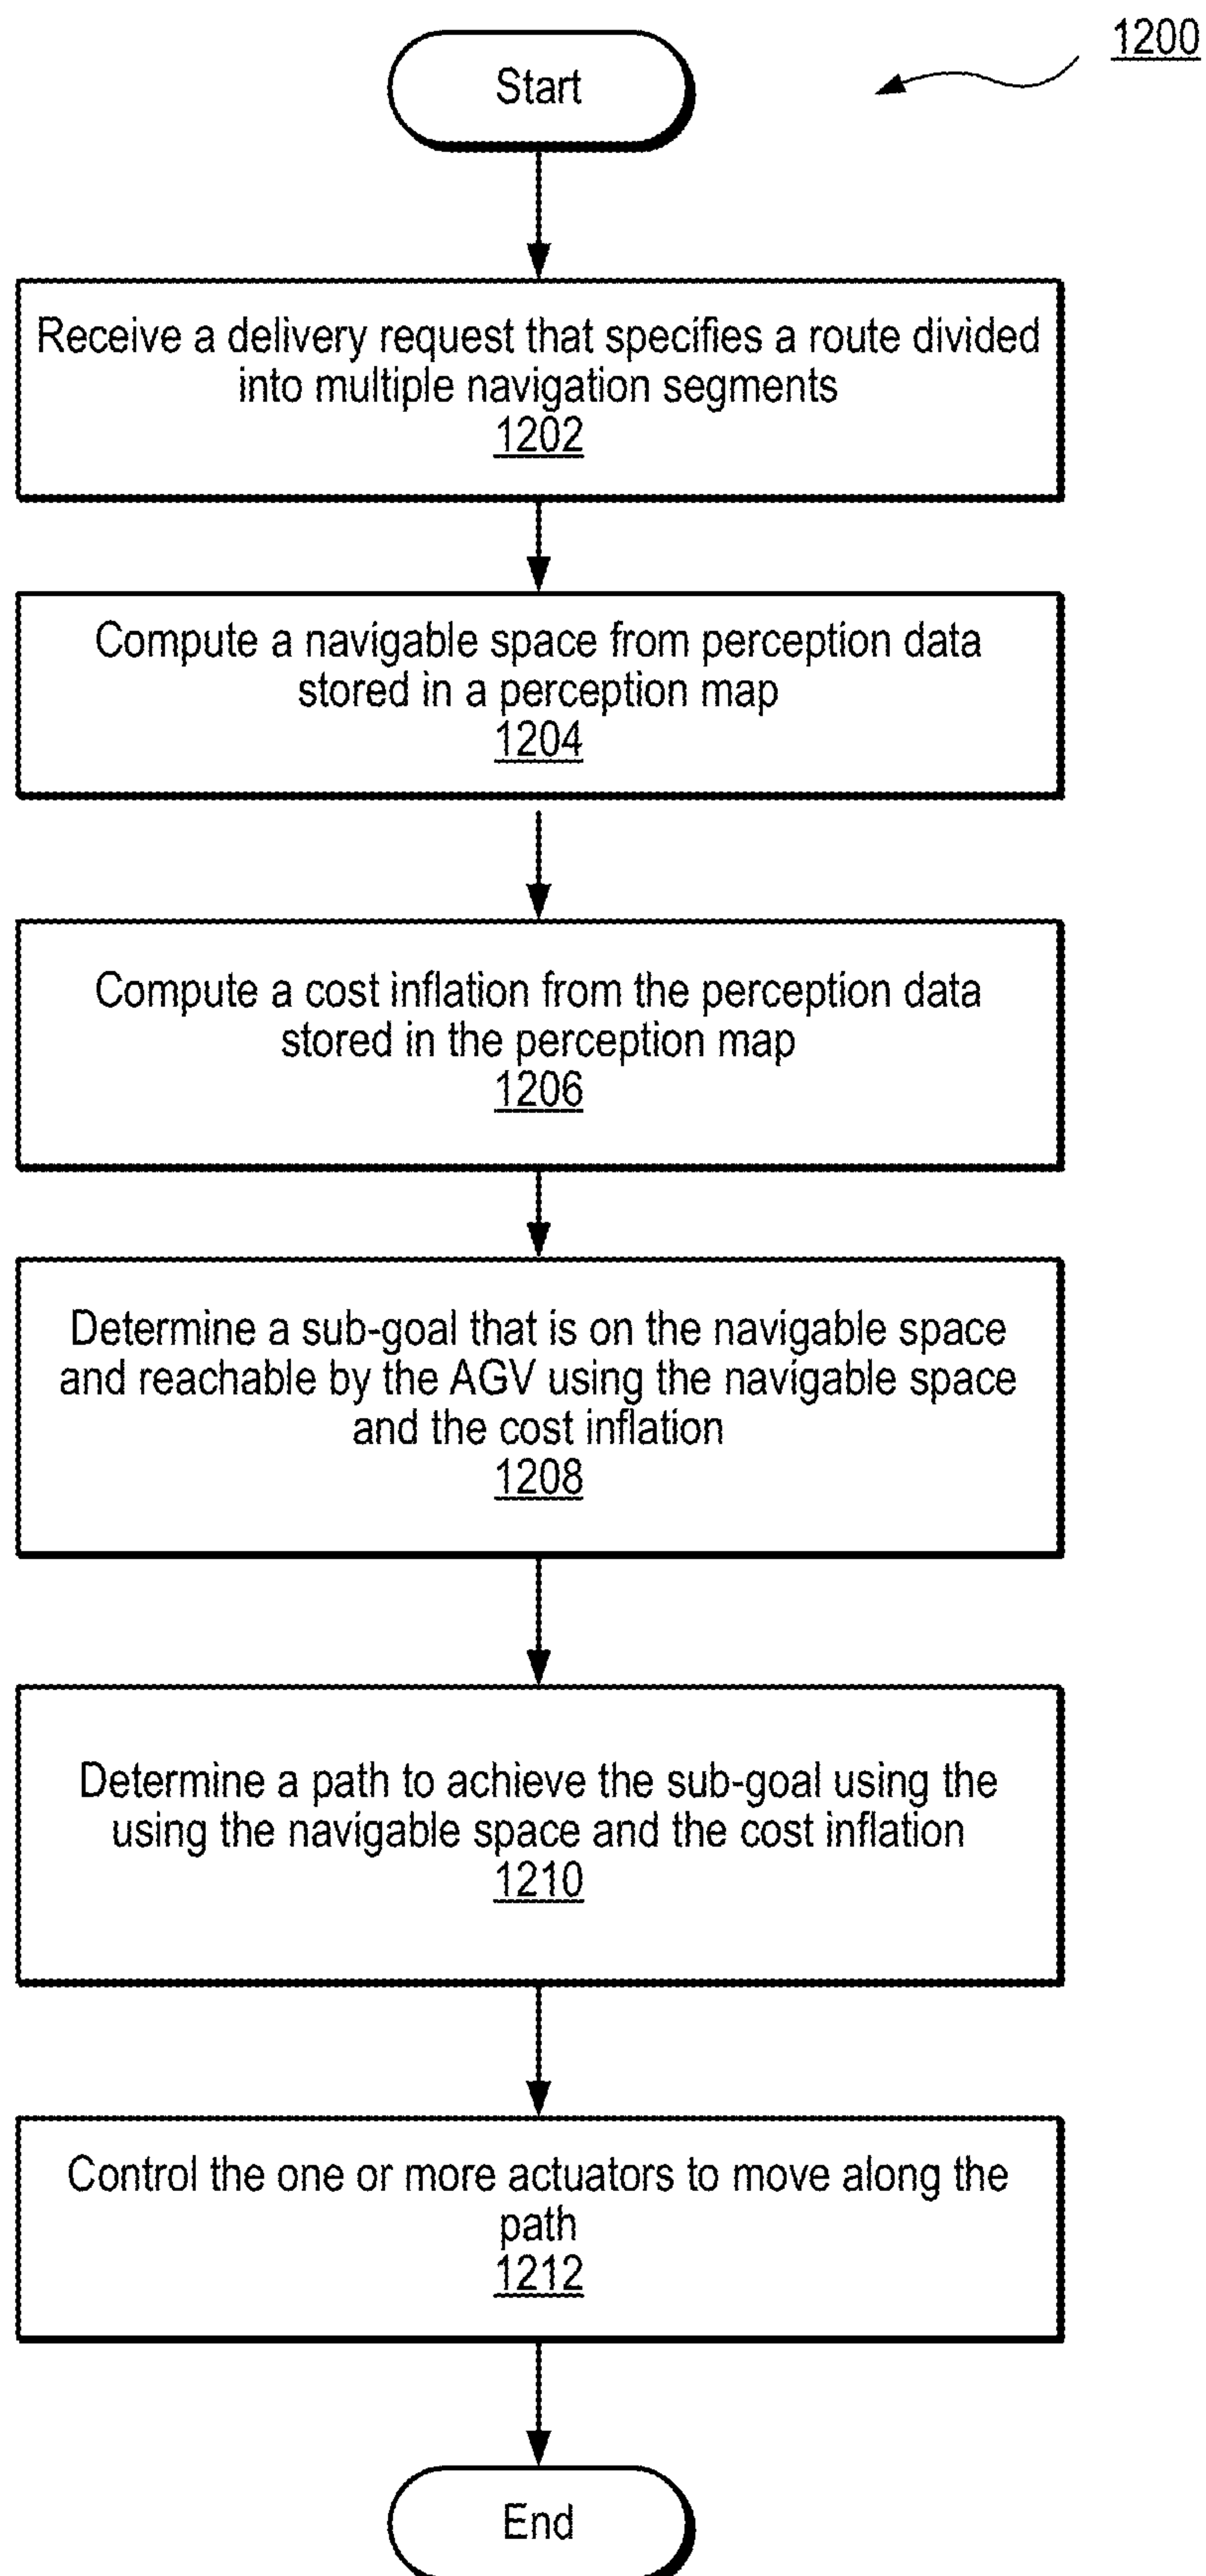 1200
Start
Receive a delivery request that specifies a route divided
into multiple navigation segments
1202
Compute a navigable space from perception data
stored in a perception map
1204
Compute a cost inflation from the perception data
stored in the perception map
1206
Determine a sub-goal that is on the navigable space
and reachable by the AGV using the navigable space
and the cost inflation
1208
Determine a path to achieve the sub-goal using the
using the navigable space and the cost inflation
1210
Control the one or more actuators to move along the
path
1212
End